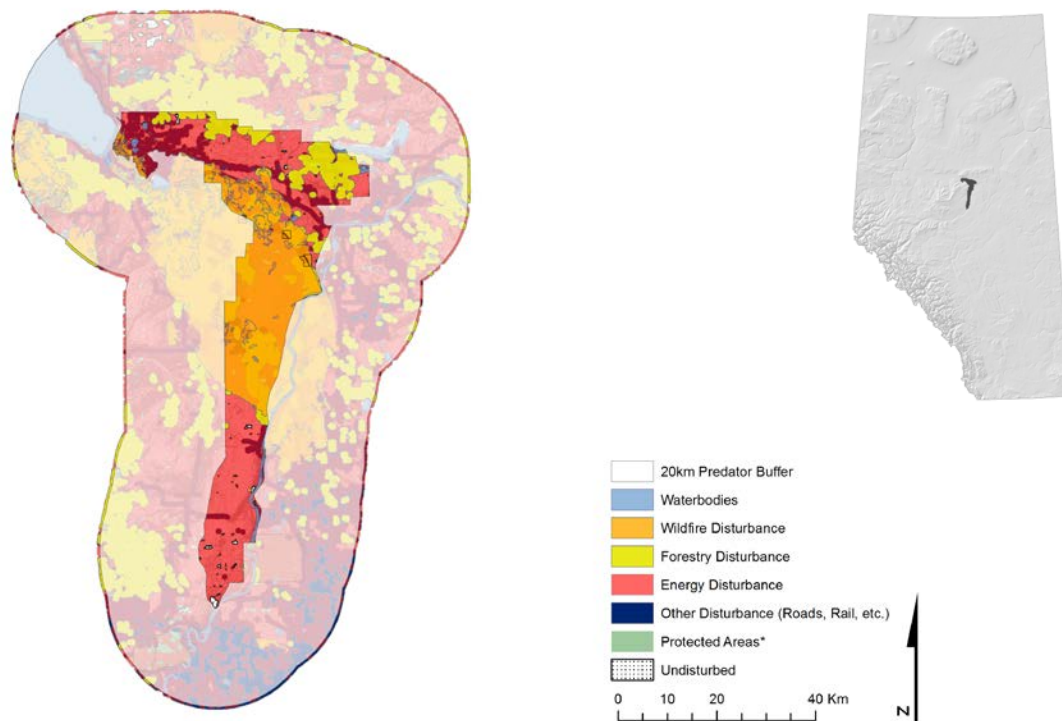 20km Predator Buffer
Waterbodies
Wildfire Disturbance
Forestry Disturbance
Energy Disturbance
Other Disturbance (Roads, Rail, etc.)
Protected Areas*
Undisturbed
0 10 20 40 Km
N